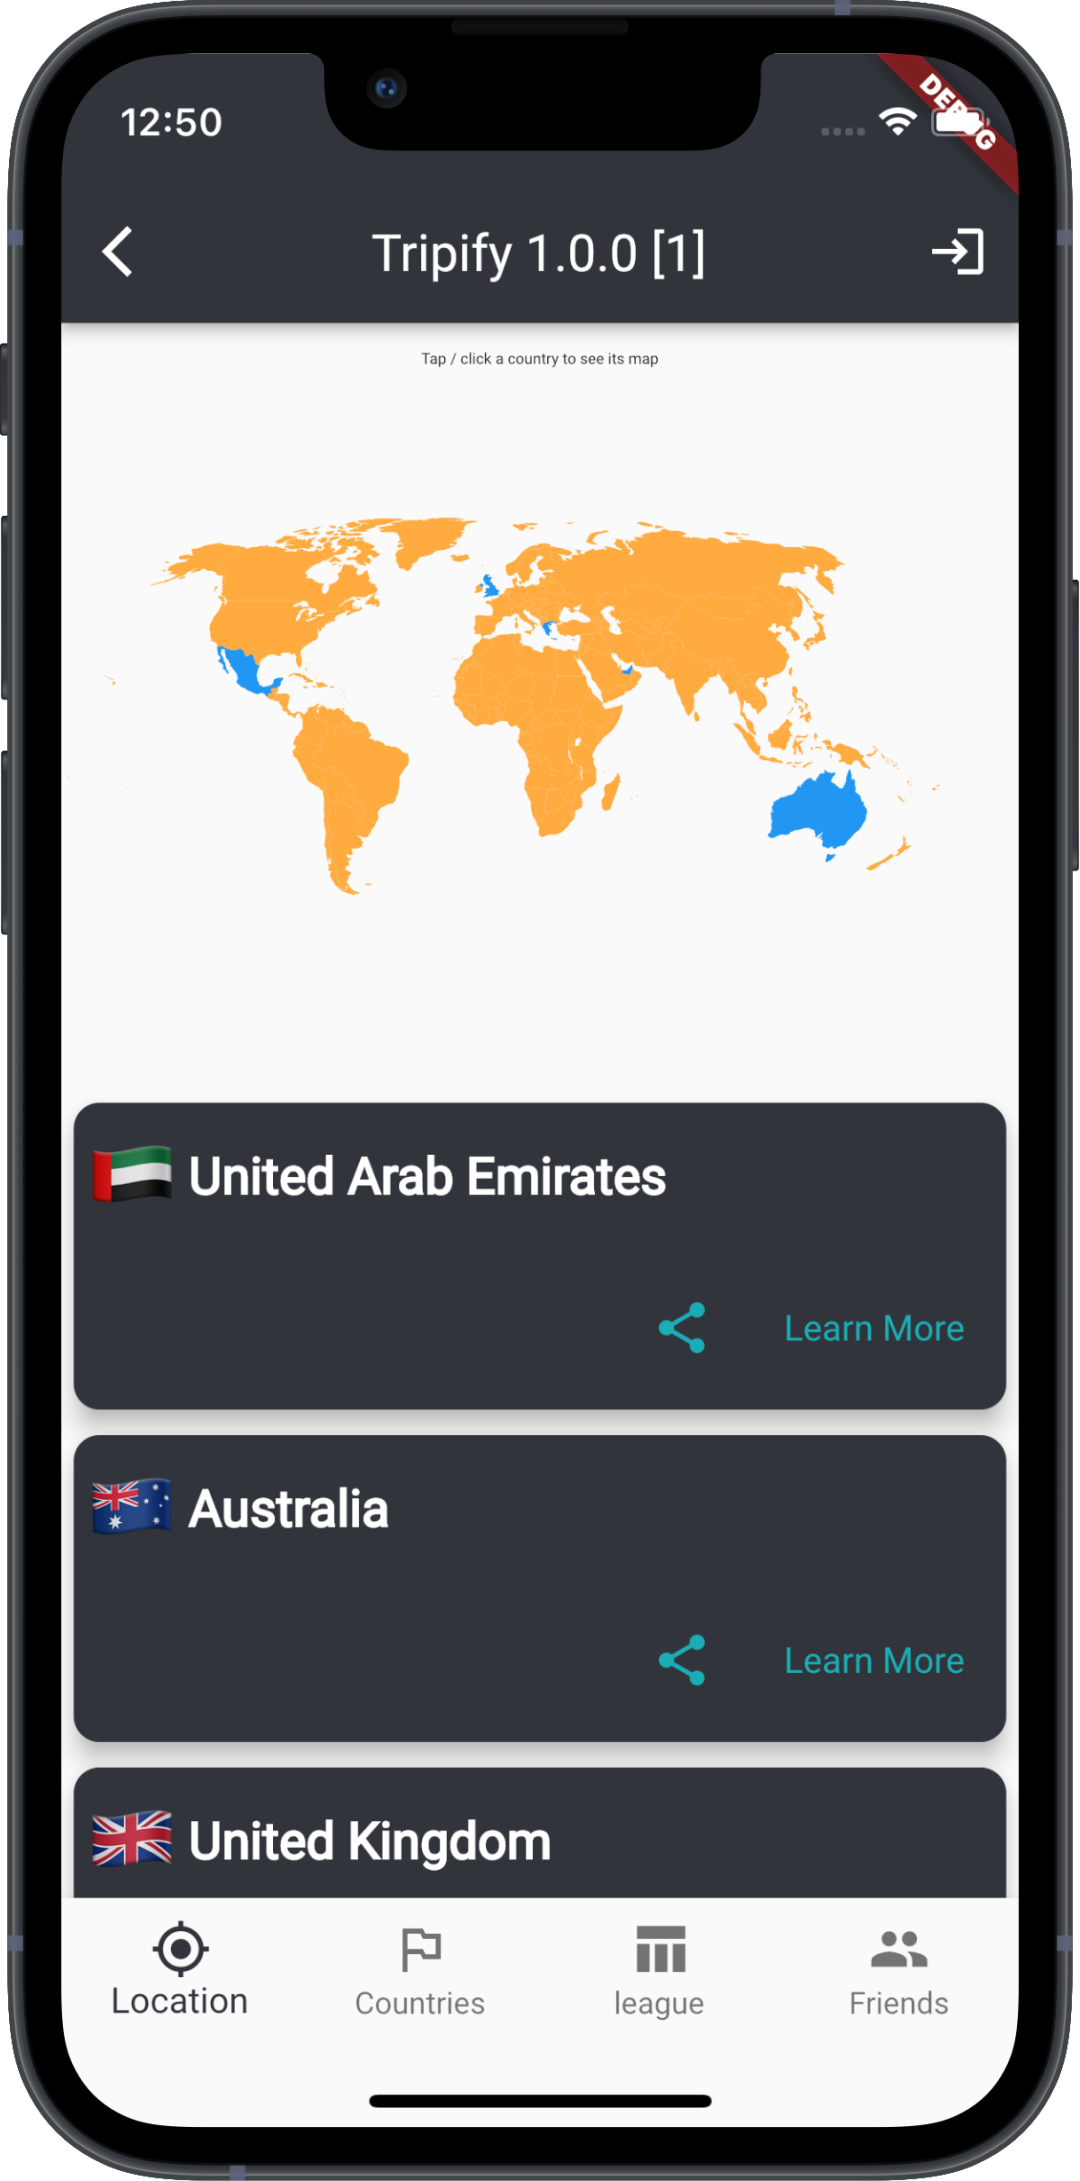 12:50
DEBUG
Tripify 1.0.0 [1]
Tap / click a country to see its map
United Arab Emirates
Learn More
Australia
Learn More
United Kingdom
Location
Countries
league
Friends